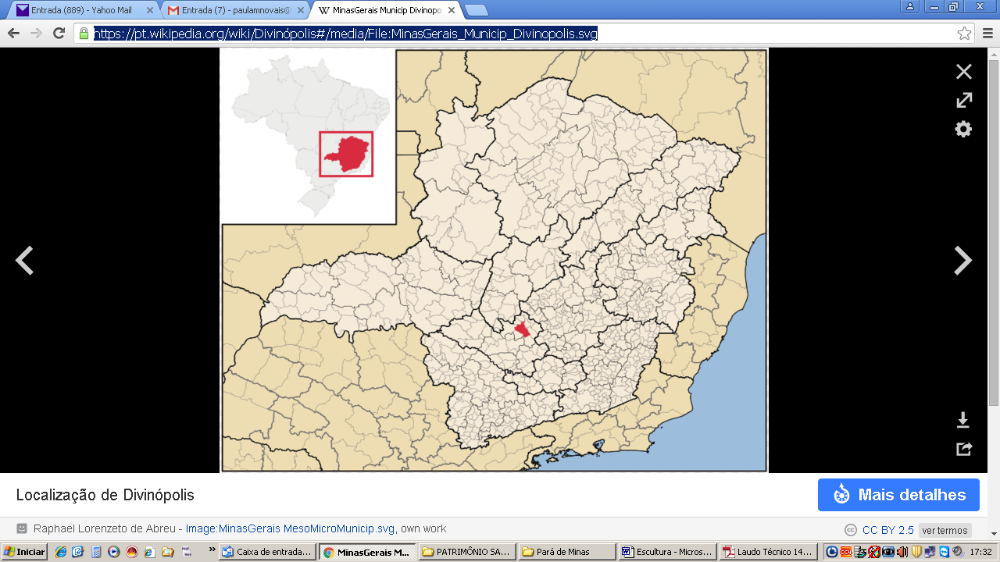 Entrada (889) - Yahoo Mail
Entrada (7) - paulamnovais@
MinasGerais Municip Divinopo
https://pt.wikipedia.org/wiki/Divinópolis#/media/File:MinasGerais_Municip_Divinopolis.svg
Localização de Divinópolis
Mais detalhes
Raphael Lorenzeto de Abreu - Image:MinasGerais MesoMicroMunicip.svg, own work
CC BY 2.5
ver termos
Iniciar
»
Caixa de entrada...
MinasGerais M...
PATRIMÔNIO SA...
Pará de Minas
Escultura - Micros...
Laudo Técnico 14...
17:32